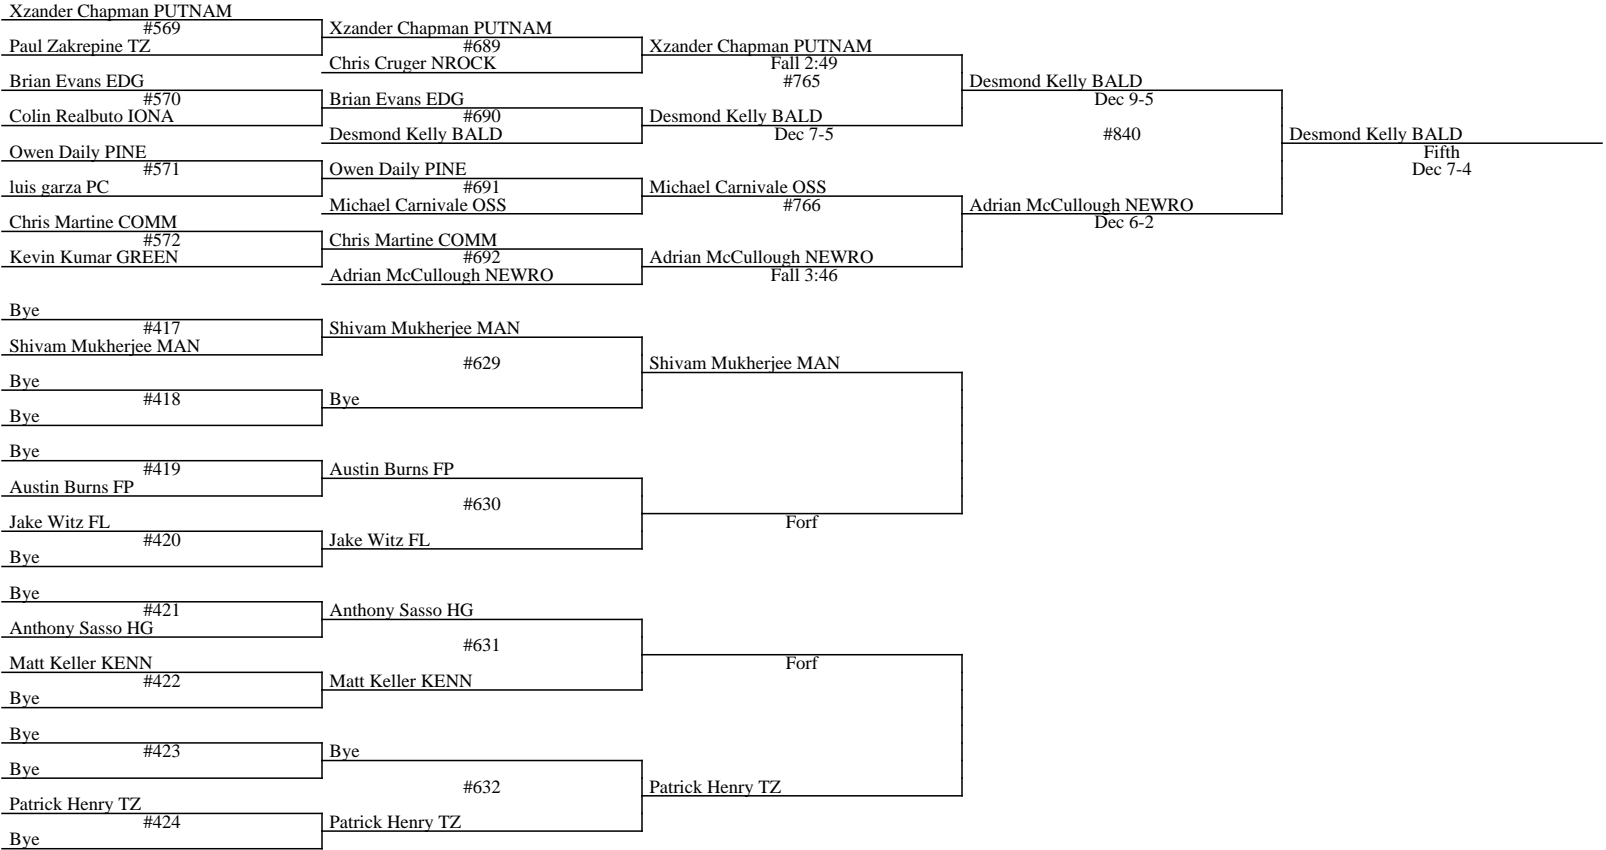 Xzander Chapman PUTNAM
#569
Paul Zakrepine TZ
Brian Evans EDG
#570
Colin Realbuto IONA
Owen Daily PINE
#571
luis garza PC
Chris Martine COMM
#572
Kevin Kumar GREEN
Xzander Chapman PUTNAM
#689
Chris Cruger NROCK
Brian Evans EDG
#690
Desmond Kelly BALD
Owen Daily PINE
#691
Michael Carnivale OSS
Chris Martine COMM
#692
Adrian McCullough NEWRO
Xzander Chapman PUTNAM
Fall 2:49
#765
Desmond Kelly BALD
Dec 7-5
Michael Carnivale OSS
#766
Adrian McCullough NEWRO
Fall 3:46
Desmond Kelly BALD
Dec 9-5
#840
Adrian McCullough NEWRO
Dec 6-2
Desmond Kelly BALD
Fifth
Dec 7-4
Bye
#417
Shivam Mukherjee MAN
Bye
#418
Bye
Bye
#419
Austin Burns FP
Jake Witz FL
#420
Bye
Bye
#421
Anthony Sasso HG
Matt Keller KENN
#422
Bye
Bye
#423
Bye
Patrick Henry TZ
#424
Bye
Shivam Mukherjee MAN
#629
Bye
Austin Burns FP
#630
Jake Witz FL
Anthony Sasso HG
#631
Matt Keller KENN
Bye
#632
Patrick Henry TZ
Shivam Mukherjee MAN
Forf
Forf
Patrick Henry TZ